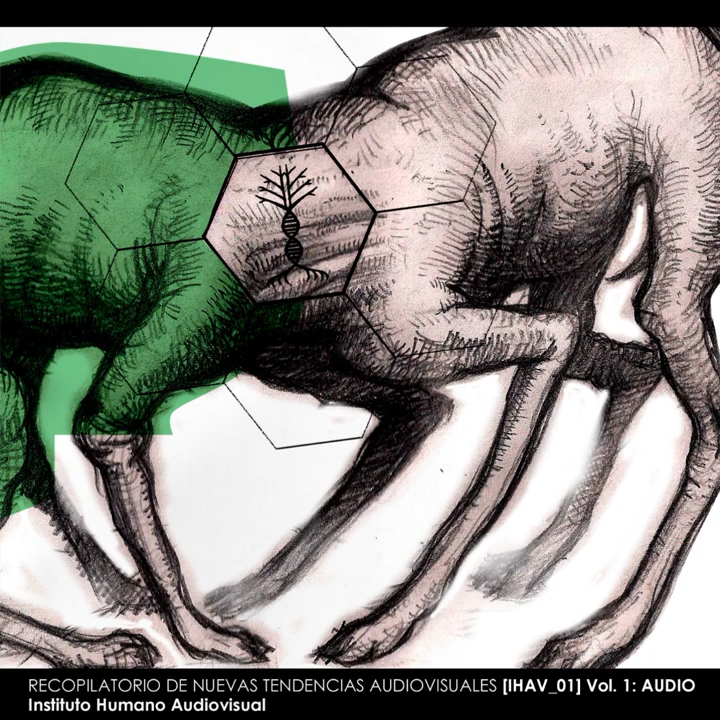 RECOPILATORIO DE NUEVAS TENDENCIAS AUDIOVISUALES [IHAV_01] Vol. 1: AUDIO
Instituto Humano Audiovisual